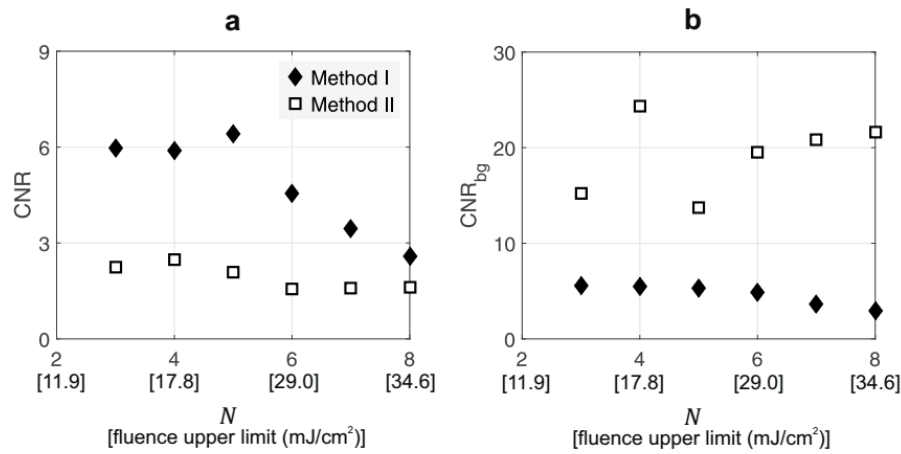 a
9
6
3
0
CNR
Method I
Method II
2 4 6 8
[11.9] [17.8] [29.0] [34.6]
N
[fluence upper limit (mJ/cm²)]
b
30
20
10
0
CNRbg
2 4 6 8
[11.9] [17.8] [29.0] [34.6]
N
[fluence upper limit (mJ/cm²)]